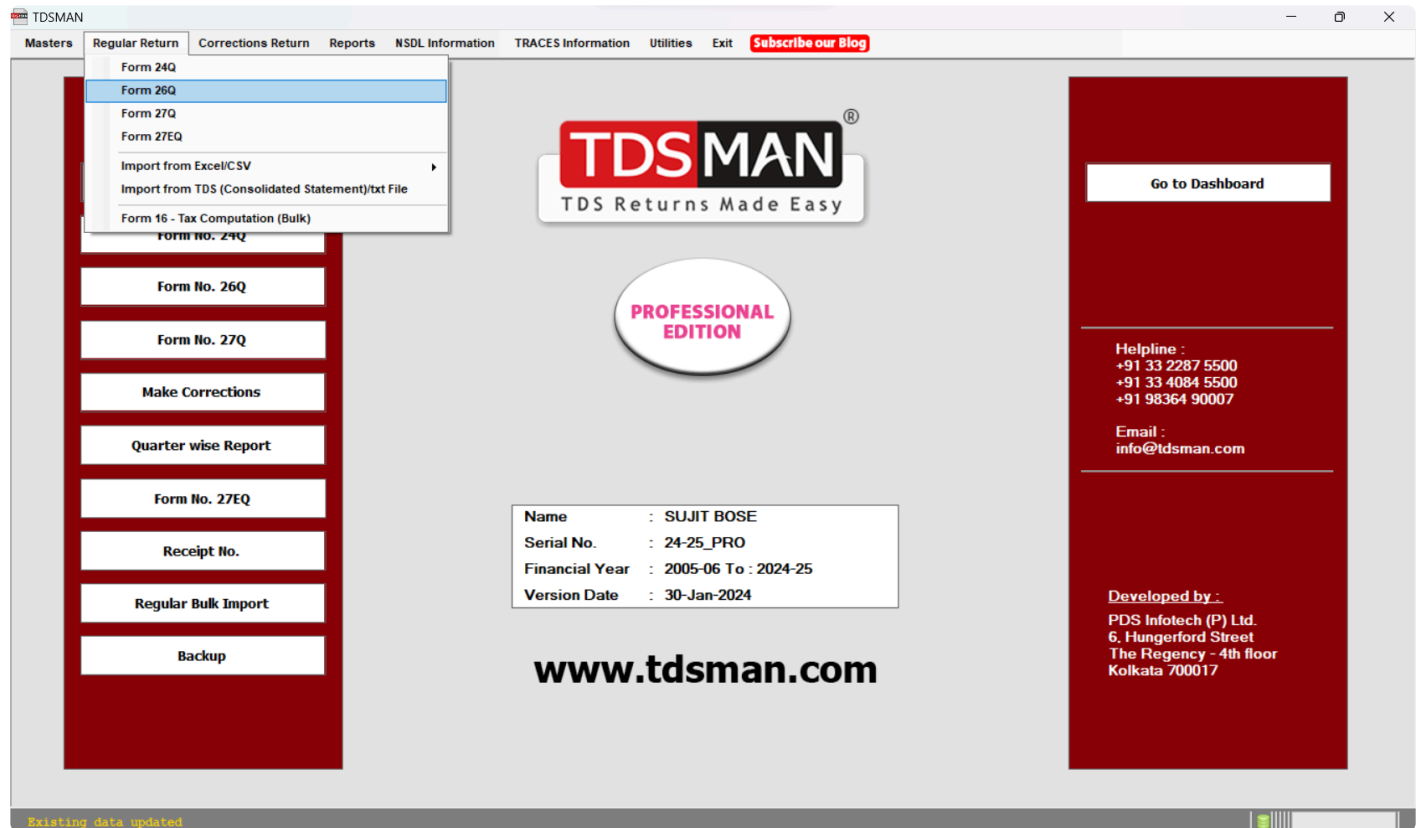 TDSMAN
Masters Regular Return Corrections Return Reports NSDL Information TRACES Information Utilities Exit Subscribe our Blog
Form 24Q
Form 26Q
Form 27Q
Form 27EQ
Import from Excel/CSV
Import from TDS (Consolidated Statement)/txt File
Form 16 - Tax Computation (Bulk)
Form No. 24Q
Form No. 26Q
Form No. 27Q
Make Corrections
Quarter wise Report
Form No. 27EQ
Receipt No.
Regular Bulk Import
Backup
TDSMAN®
TDS Returns Made Easy
PROFESSIONAL
EDITION
Name : SUJIT BOSE
Serial No. : 24-25_PRO
Financial Year : 2005-06 To : 2024-25
Version Date : 30-Jan-2024
www.tdsman.com
Go to Dashboard
Helpline :
+91 33 2287 5500
+91 33 4084 5500
+91 98364 90007
Email :
info@tdsman.com
Developed by :
PDS Infotech (P) Ltd.
6, Hungerford Street
The Regency - 4th floor
Kolkata 700017
Existing data updated